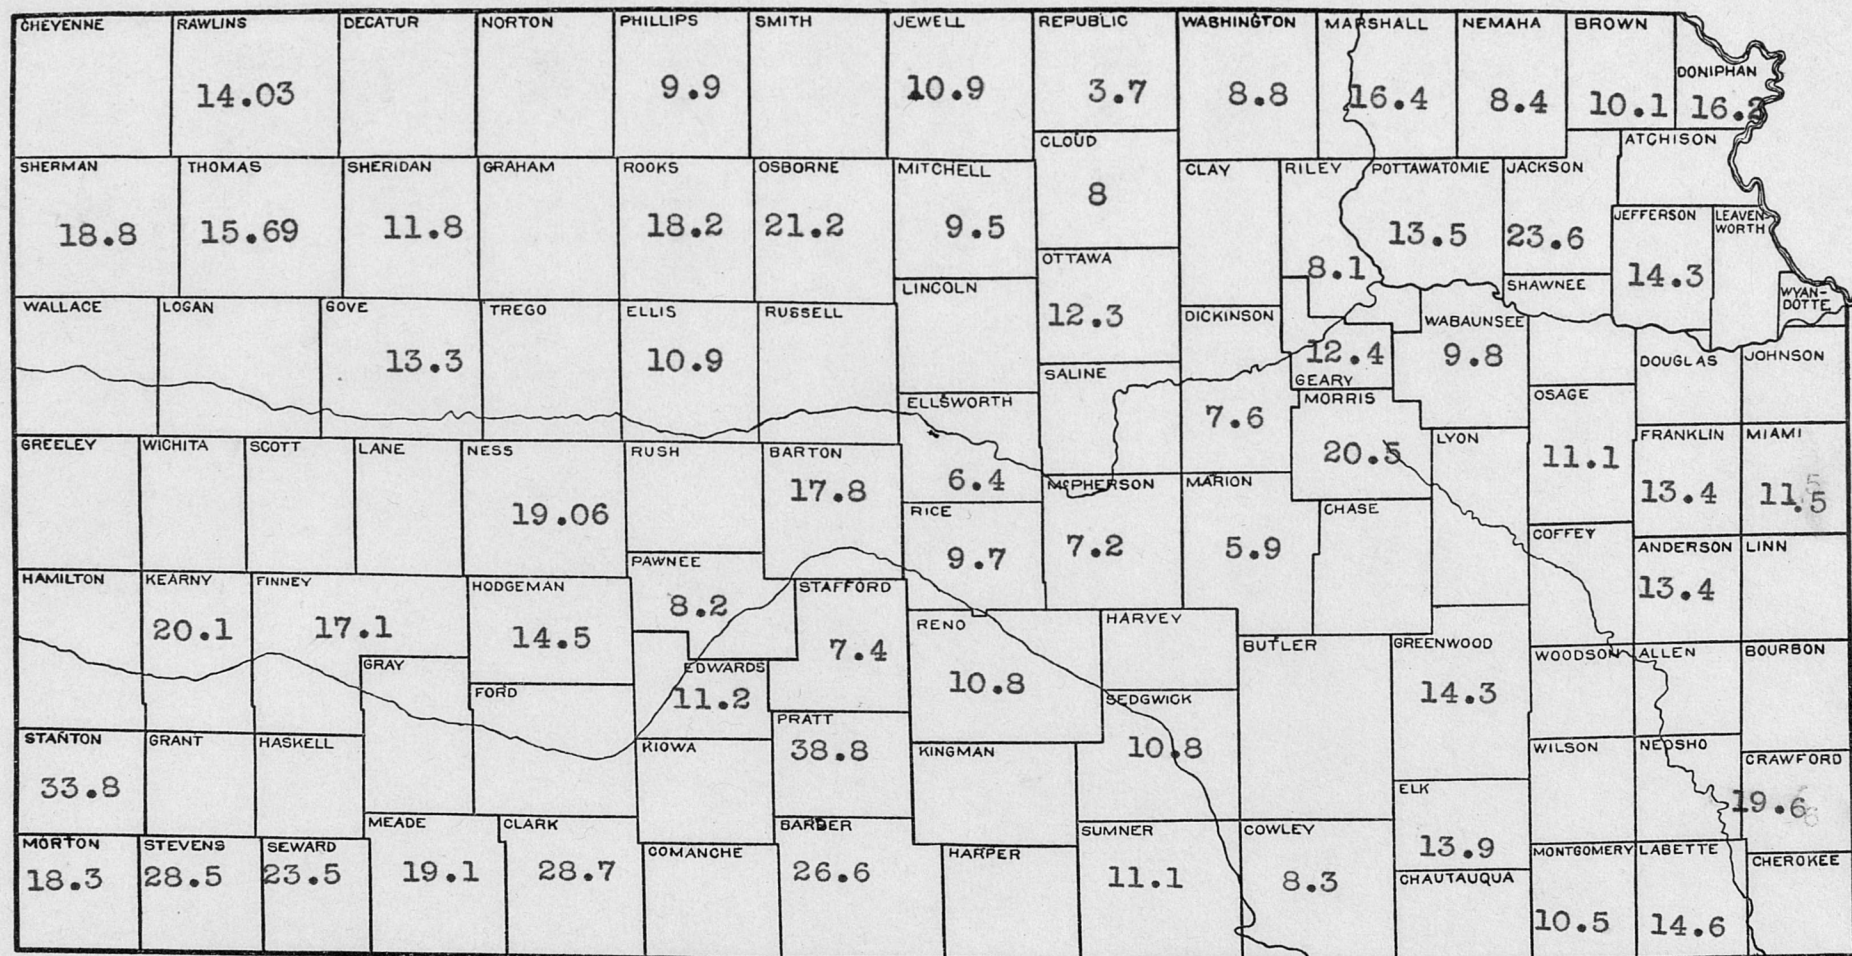 CHEYENNE RAWLINS DECATUR NORTON PHILLIPS SMITH JEWELL REPUBLIC WASHINGTON MARSHALL NEMAHA BROWN
DONIPHAN
14.03 9.9 10.9 3.7 8.8 16.4 8.4 10.1 16.2
CLOUD ATCHISON
SHERMAN THOMAS SHERIDAN GRAHAM ROOKS OSBORNE MITCHELL CLAY RILEY POTTAWATOMIE JACKSON
8
JEFFERSON LEAVEN-
WORTH
18.8 15.69 11.8 18.2 21.2 9.5 13.5 23.6
OTTAWA
8.1 14.3
LINCOLN SHAWNEE WYAN-
DOTTE
WALLACE LOGAN GOVE TREGO ELLIS RUSSELL 12.3 DICKINSON WABAUNSEE
13.3 10.9 12.4 9.8 DOUGLAS JOHNSON
SALINE GEARY
ELLSWORTH MORRIS OSAGE
7.6
GREELEY WICHITA SCOTT LANE NESS RUSH BARTON LYON FRANKLIN MIAMI
20.5 11.1
17.8 6.4 McPHERSON MARION 13.4 11.5
19.06 RICE CHASE
9.7 7.2 5.9 COFFEY ANDERSON LINN
PAWNEE
HAMILTON KEARNY FINNEY HODGEMAN STAFFORD 13.4
8.2
20.1 17.1 14.5 7.4 RENO HARVEY
BUTLER GREENWOOD WOODSON ALLEN BOURBON
GRAY EDWARDS
FORD 11.2 10.8 SEDGWICK 14.3
PRATT
STANTON GRANT HASKELL KIOWA 38.8 KINGMAN 10.8 WILSON NEOSHO CRAWFORD
33.8 ELK 19.6
MEADE CLARK BARBER SUMNER COWLEY
MORTON STEVENS SEWARD COMANCHE HARPER 13.9 MONTGOMERY LABETTE CHEROKEE
18.3 28.5 23.5 19.1 28.7 26.6 11.1 8.3 CHAUTAUQUA
10.5 14.6